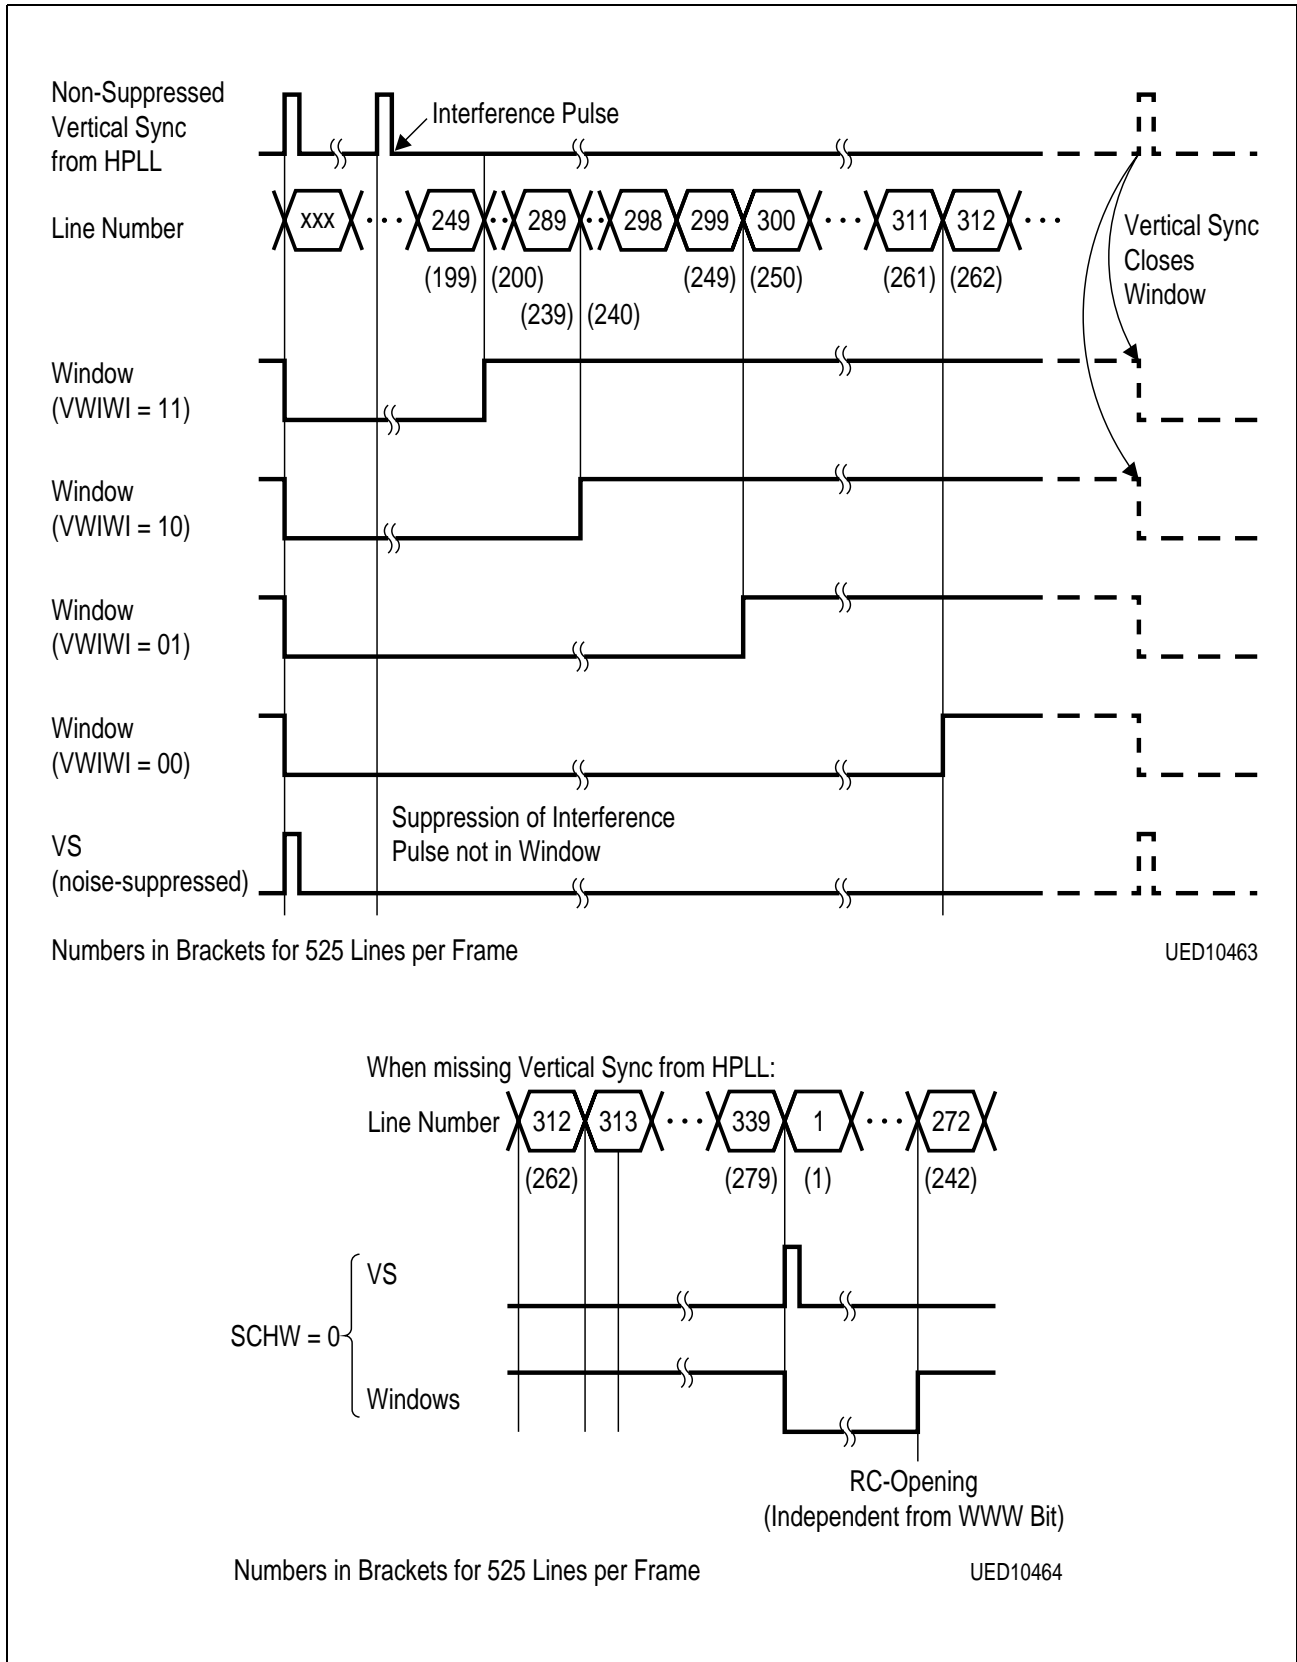 Non-Suppressed
Vertical Sync
from HPLL
Interference Pulse
Line Number
xxx ··· 249 ·· 289 ·· 298 299 300 ··· 311 312 ···
(199) (200) (249) (250) (261) (262)
(239) (240)
Vertical Sync
Closes
Window
Window
(VWIWI = 11)
Window
(VWIWI = 10)
Window
(VWIWI = 01)
Window
(VWIWI = 00)
Suppression of Interference
Pulse not in Window
VS
(noise-suppressed)
Numbers in Brackets for 525 Lines per Frame
UED10463
When missing Vertical Sync from HPLL:
Line Number 312 313 ··· 339 1 ··· 272
(262) (279) (1) (242)
VS
SCHW = 0
Windows
RC-Opening
(Independent from WWW Bit)
Numbers in Brackets for 525 Lines per Frame
UED10464